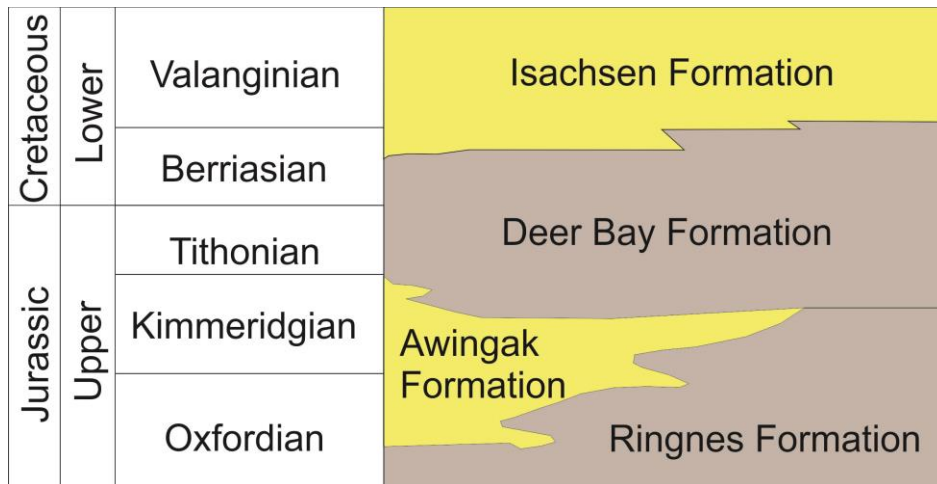 Cretaceous
Lower
Valanginian
Isachsen Formation
Berriasian
Jurassic
Upper
Tithonian
Deer Bay Formation
Kimmeridgian
Awingak
Formation
Oxfordian
Ringnes Formation